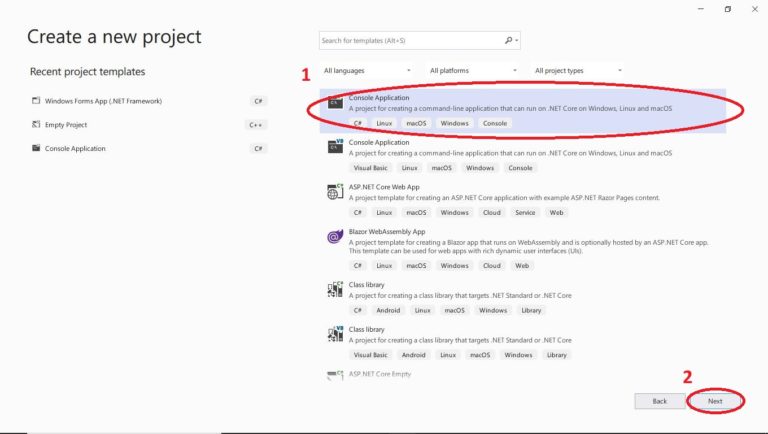 Create a new project
Search for templates (Alt+S)
Recent project templates
1
All languages
All platforms
All project types
Windows Forms App (.NET Framework)
C#
Empty Project
C++
Console Application
C#
Console Application
A project for creating a command-line application that can run on .NET Core on Windows, Linux and macOS
C# Linux macOS Windows Console
Console Application
A project for creating a command-line application that can run on .NET Core on Windows, Linux and macOS
Visual Basic Linux macOS Windows Console
ASP.NET Core Web App
A project template for creating an ASP.NET Core application with example ASP.NET Razor Pages content.
C# Linux macOS Windows Cloud Service Web
Blazor WebAssembly App
A project template for creating a Blazor app that runs on WebAssembly and is optionally hosted by an ASP.NET Core app.
This template can be used for web apps with rich dynamic user interfaces (UIs).
C# Linux macOS Windows Cloud Web
Class library
A project for creating a class library that targets .NET Standard or .NET Core
C# Android Linux macOS Windows Library
Class library
A project for creating a class library that targets .NET Standard or .NET Core
Visual Basic Android Linux macOS Windows Library
ASP.NET Core Empty
2
Back
Next